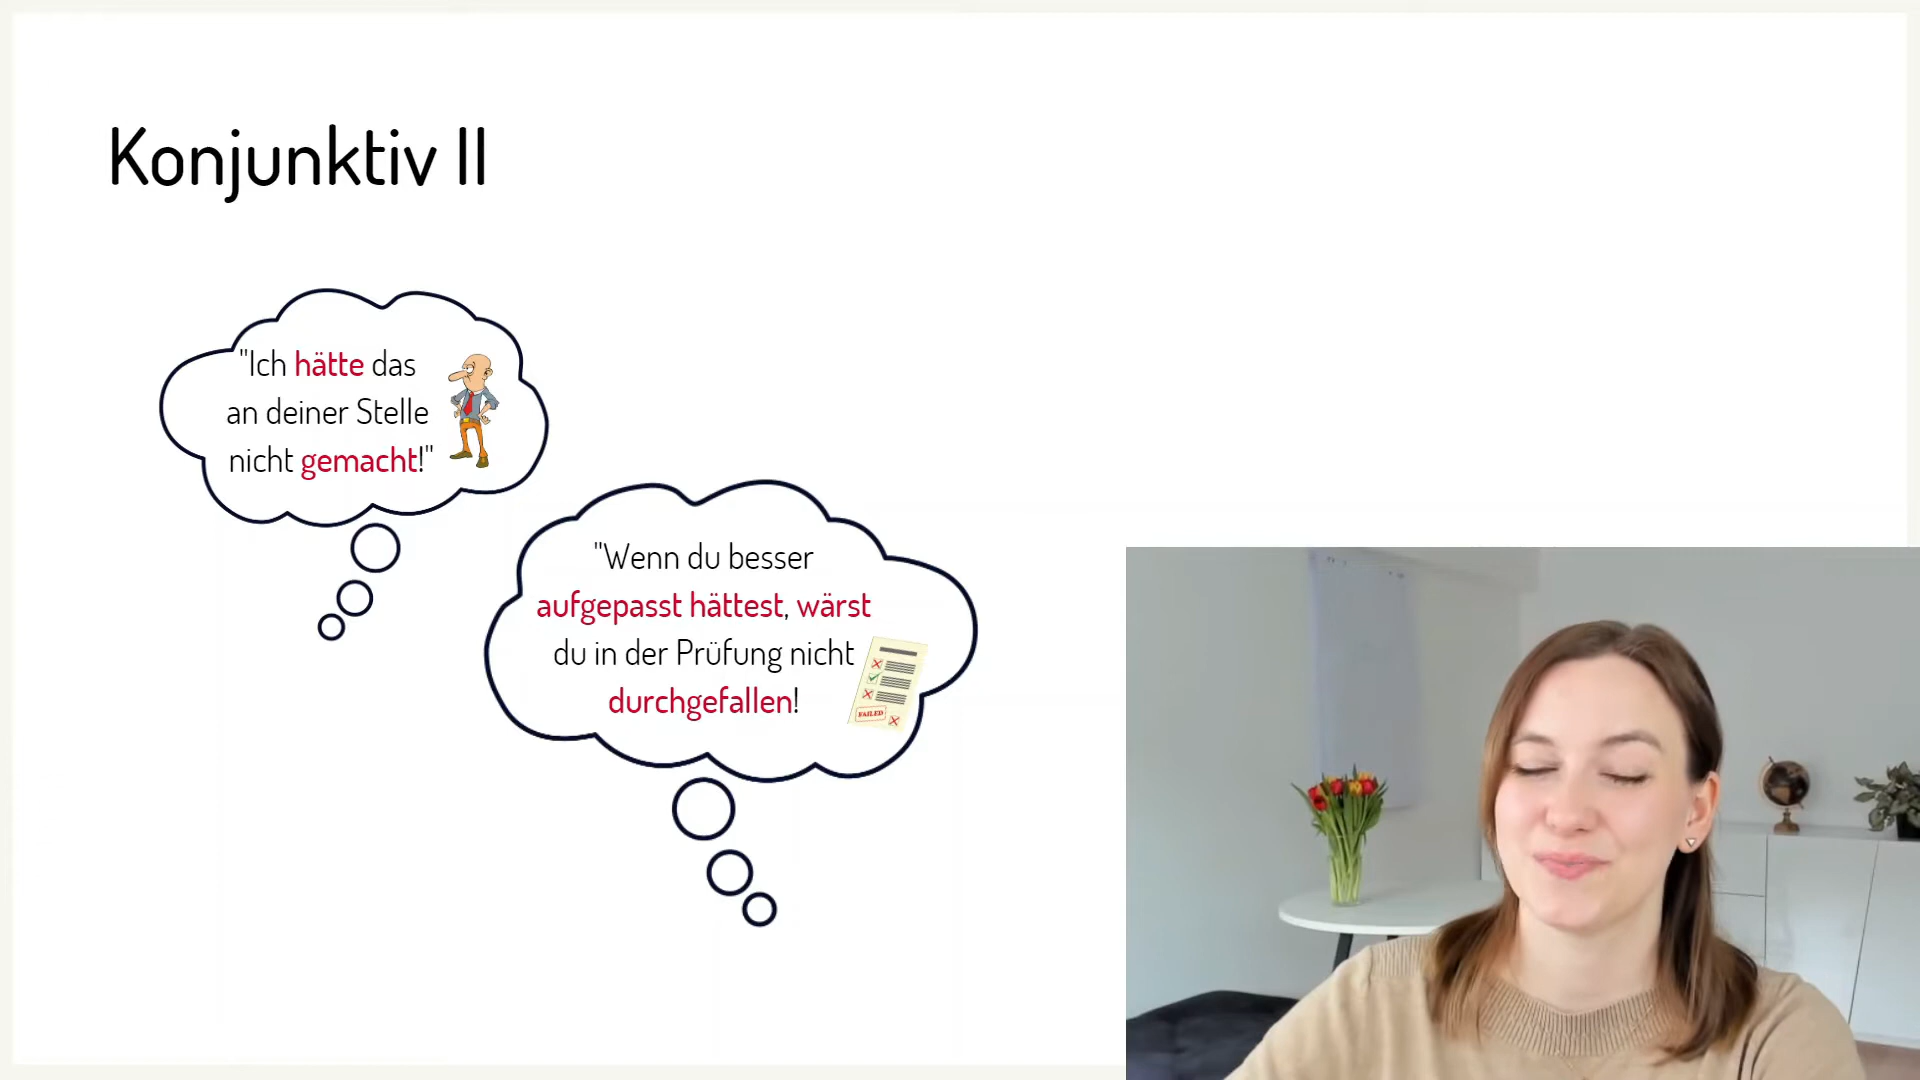 Konjunktiv II
"Ich hätte das
an deiner Stelle
nicht gemacht!"
"Wenn du besser
aufgepasst hättest, wärst
du in der Prüfung nicht
durchgefallen!
FAILED